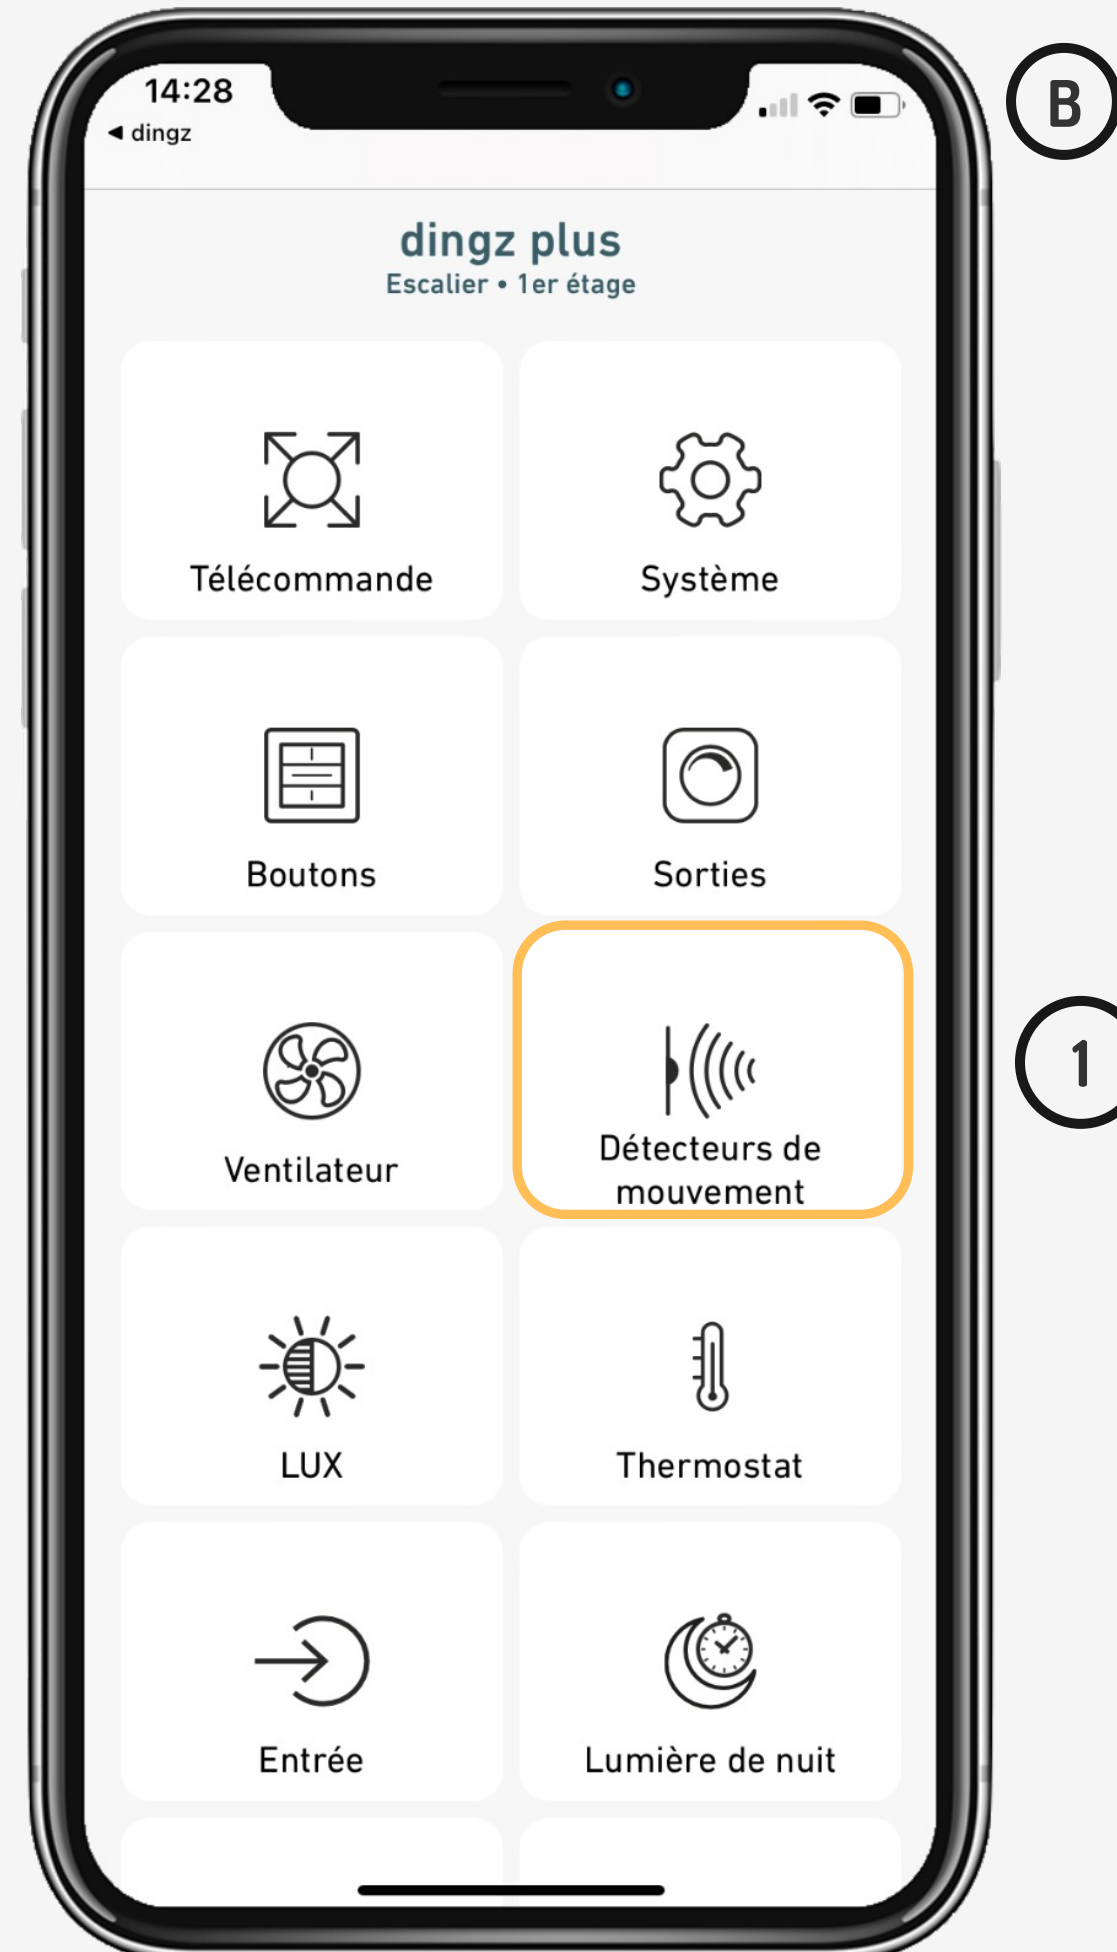 14:28
B
◀ dingz
dingz plus
Escalier • 1er étage
Télécommande
Système
Boutons
Sorties
Ventilateur
Détecteurs de
mouvement
1
LUX
Thermostat
Entrée
Lumière de nuit